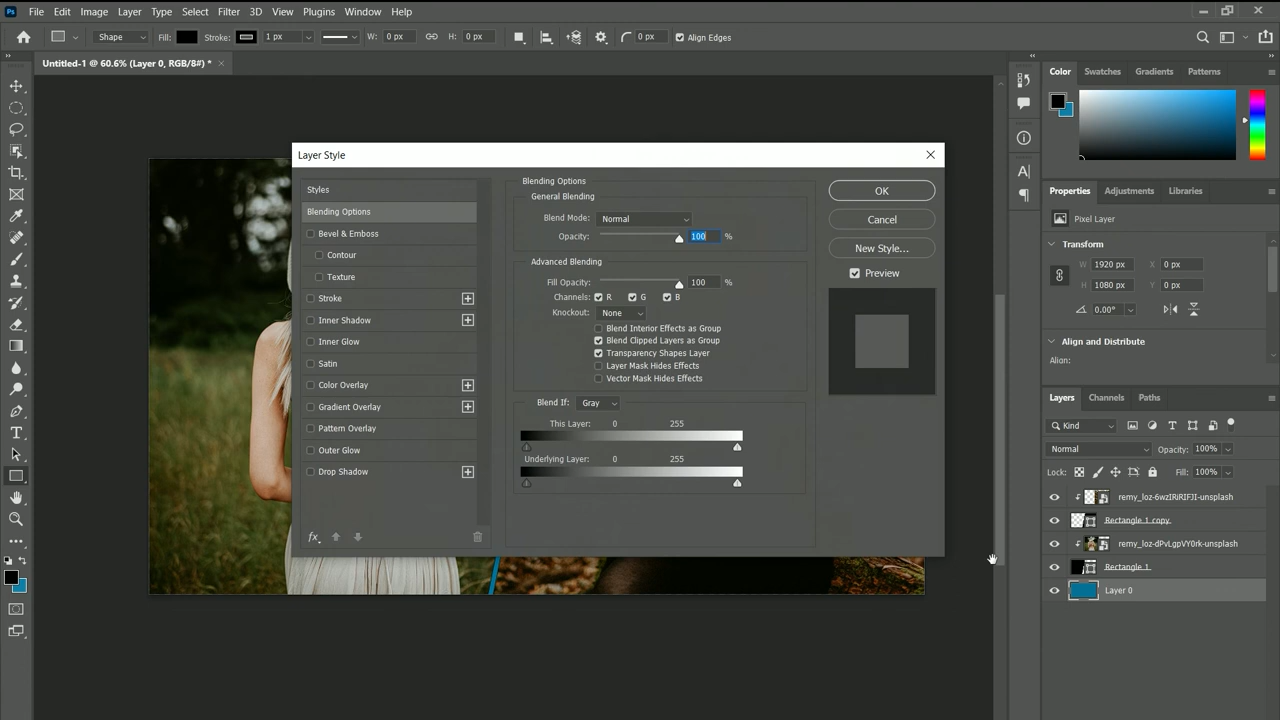 Ps File Edit Image Layer Type Select Filter 3D View Plugins Window Help
Shape Fill: Stroke: 1 px W: 0 px H: 0 px 0 px Align Edges
Untitled-1 @ 60.6% (Layer 0, RGB/8#) *
Layer Style
Styles
Blending Options
Bevel & Emboss
Contour
Texture
Stroke
Inner Shadow
Inner Glow
Satin
Color Overlay
Gradient Overlay
Pattern Overlay
Outer Glow
Drop Shadow
fx
Blending Options
General Blending
Blend Mode: Normal
Opacity: 100 %
Advanced Blending
Fill Opacity: 100 %
Channels: R G B
Knockout: None
Blend Interior Effects as Group
Blend Clipped Layers as Group
Transparency Shapes Layer
Layer Mask Hides Effects
Vector Mask Hides Effects
Blend If: Gray
This Layer: 0 255
Underlying Layer: 0 255
OK
Cancel
New Style...
Preview
Color Swatches Gradients Patterns
Properties Adjustments Libraries
Pixel Layer
Transform
W 1920 px X 0 px
H 1080 px Y 0 px
0.00°
Align and Distribute
Align:
Layers Channels Paths
Kind
Normal Opacity: 100%
Lock: Fill: 100%
remy_loz-6wzIRiRIFJI-unsplash
Rectangle 1 copy
remy_loz-dPvLgpVY0rk-unsplash
Rectangle 1
Layer 0